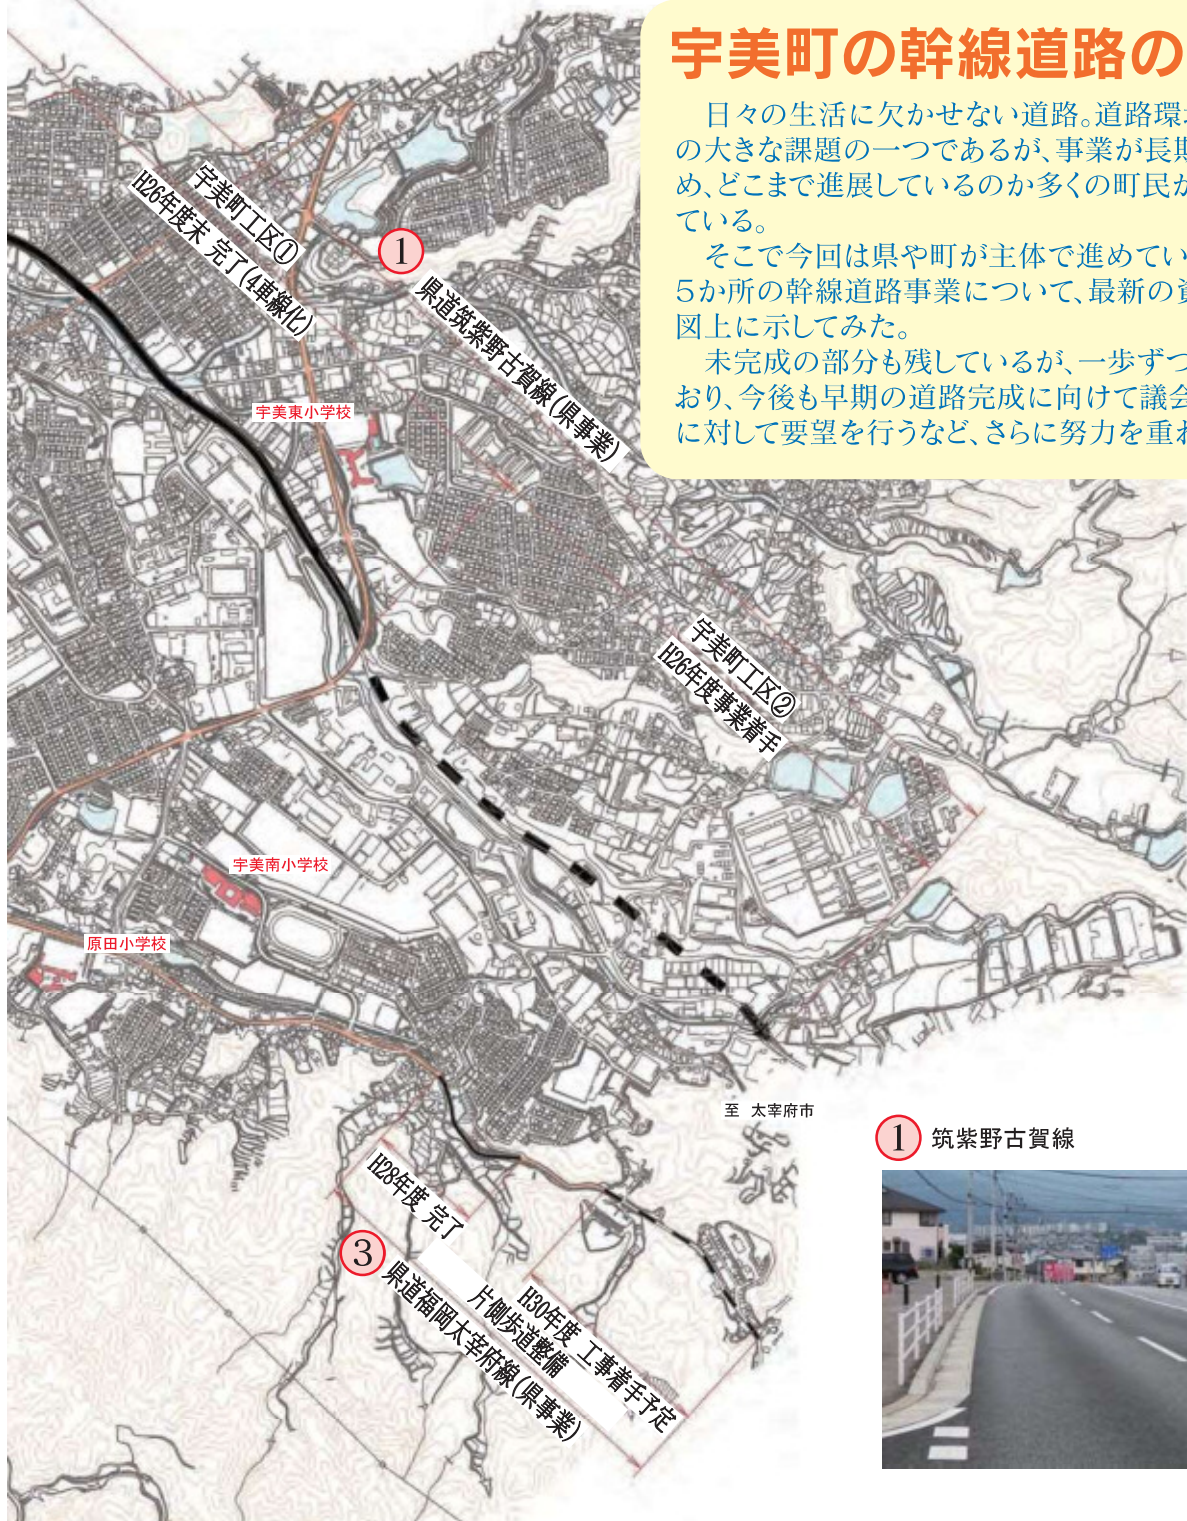 宇美町の幹線道路の
日々の生活に欠かせない道路。道路環
の大きな課題の一つであるが、事業が長期
め、どこまで進展しているのか多くの町民が
ている。
そこで今回は県や町が主体で進めてい
5か所の幹線道路事業について、最新の資
図上に示してみた。
未完成の部分も残しているが、一歩ずつ
おり、今後も早期の道路完成に向けて議会
に対して要望を行うなど、さらに努力を重ね
宇美町工区①
H26年度末 完了(4車線化)
1
県道筑紫野古賀線(県事業)
宇美東小学校
宇美町工区②
H26年度事業着手
宇美南小学校
原田小学校
至 太宰府市
1 筑紫野古賀線
H28年度 完了
3
県道福岡太宰府線(県事業)
H30年度 工事着手予定
片側歩道整備